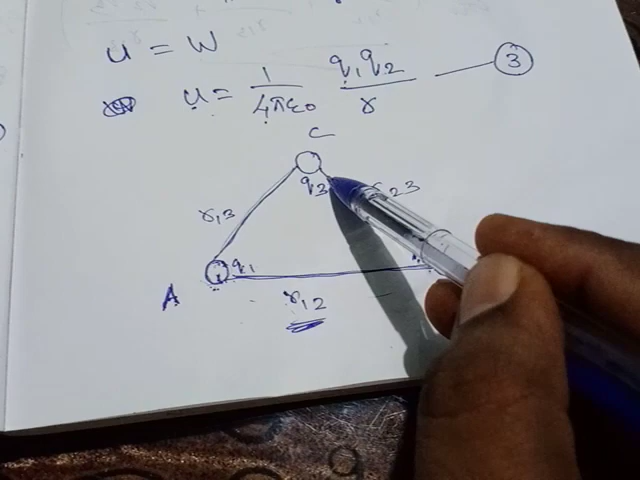 u = W
u = 1/4πε₀ q₁q₂/r — ③
C
r₁₃ q₃ r₂₃
q₁
A r₁₂